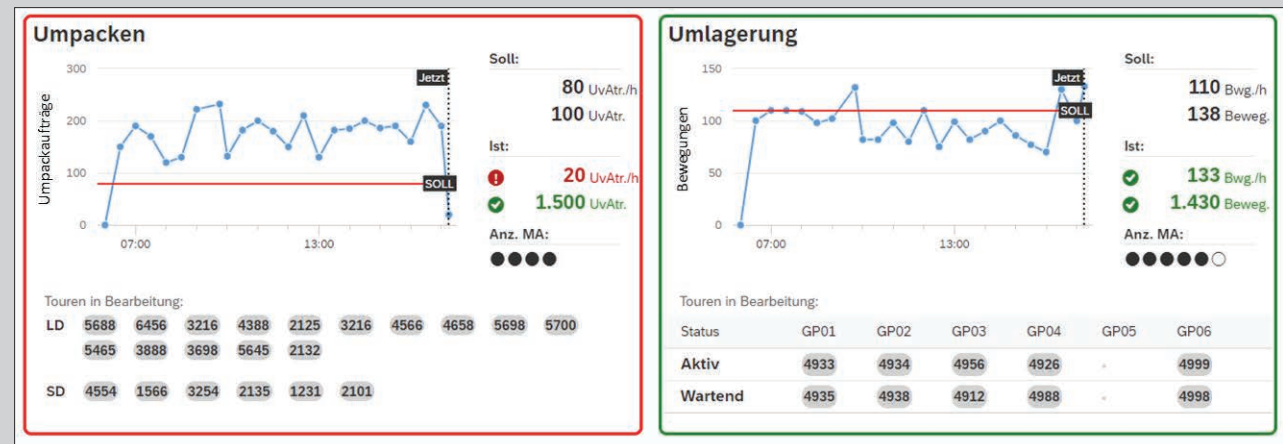 Umpacken
300
200
100
0
Umpackaufträge
Jetzt
SOLL
07:00
13:00
Soll:
80 UvAtr./h
100 UvAtr.
Ist:
20 UvAtr./h
1.500 UvAtr.
Anz. MA:
Touren in Bearbeitung:
LD 5688 6456 3216 4388 2125 3216 4566 4658 5698 5700
5465 3888 3698 5645 2132
SD 4554 1566 3254 2135 1231 2101
Umlagerung
150
100
50
0
Bewegungen
Jetzt
SOLL
07:00
13:00
Soll:
110 Bwg./h
138 Beweg.
Ist:
133 Bwg./h
1.430 Beweg.
Anz. MA:
Touren in Bearbeitung:
Status GP01 GP02 GP03 GP04 GP05 GP06
Aktiv 4933 4934 4956 4926 - 4999
Wartend 4935 4938 4912 4988 - 4998